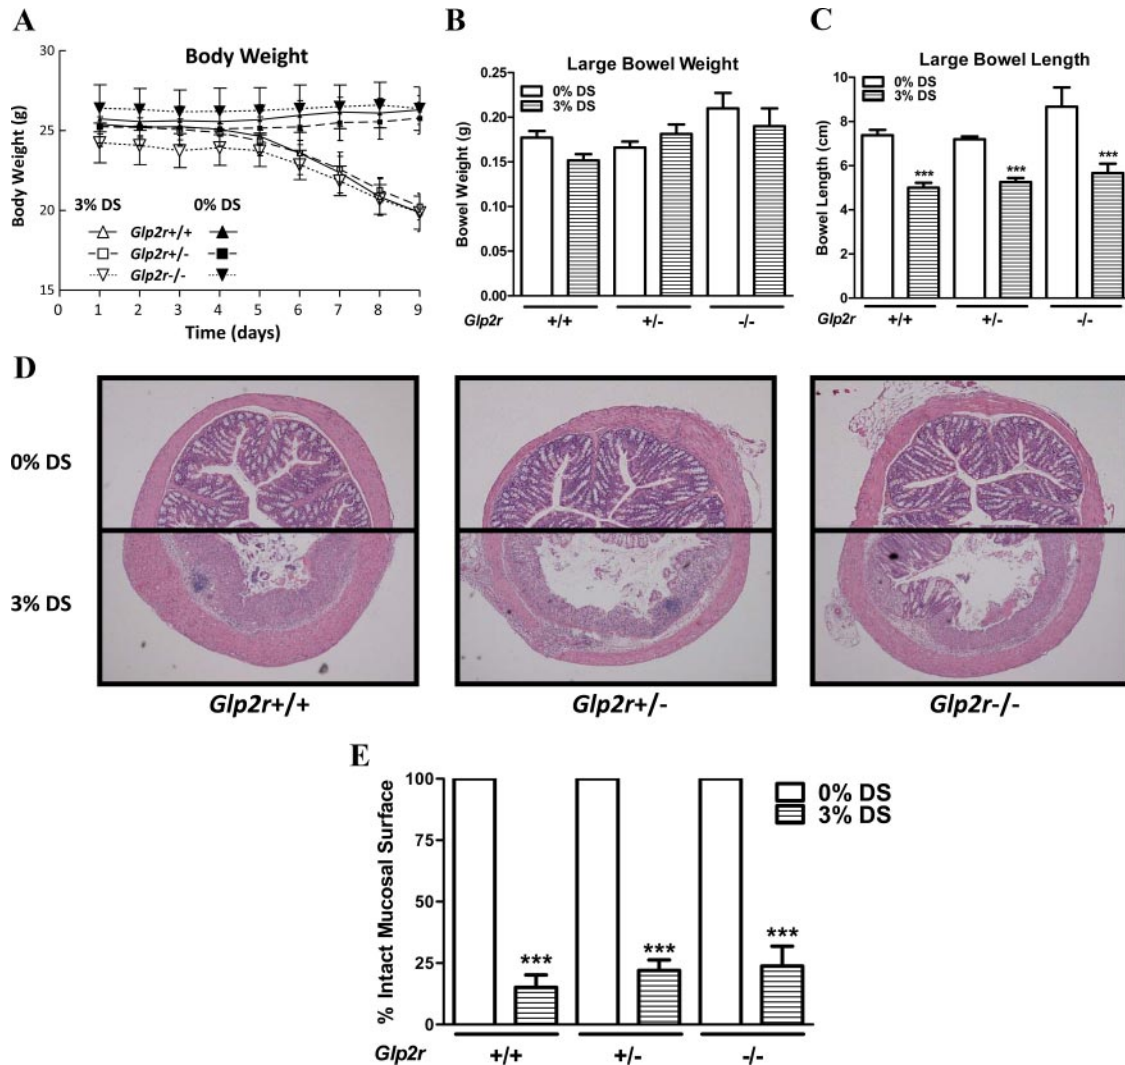 A
Body Weight
Body Weight (g)
30
25
20
15
3% DS 0% DS
Glp2r+/+
Glp2r+/-
Glp2r-/-
0 1 2 3 4 5 6 7 8 9
Time (days)
B
Large Bowel Weight
Bowel Weight (g)
0.25
0.20
0.15
0.10
0.05
0.00
0% DS
3% DS
Glp2r +/+ +/- -/-
C
Large Bowel Length
Bowel Length (cm)
10
8
6
4
2
0
0% DS
3% DS
*** *** ***
Glp2r +/+ +/- -/-
D
0% DS
3% DS
Glp2r+/+ Glp2r+/- Glp2r-/-
E
% Intact Mucosal Surface
100
75
50
25
0
0% DS
3% DS
*** *** ***
Glp2r +/+ +/- -/-